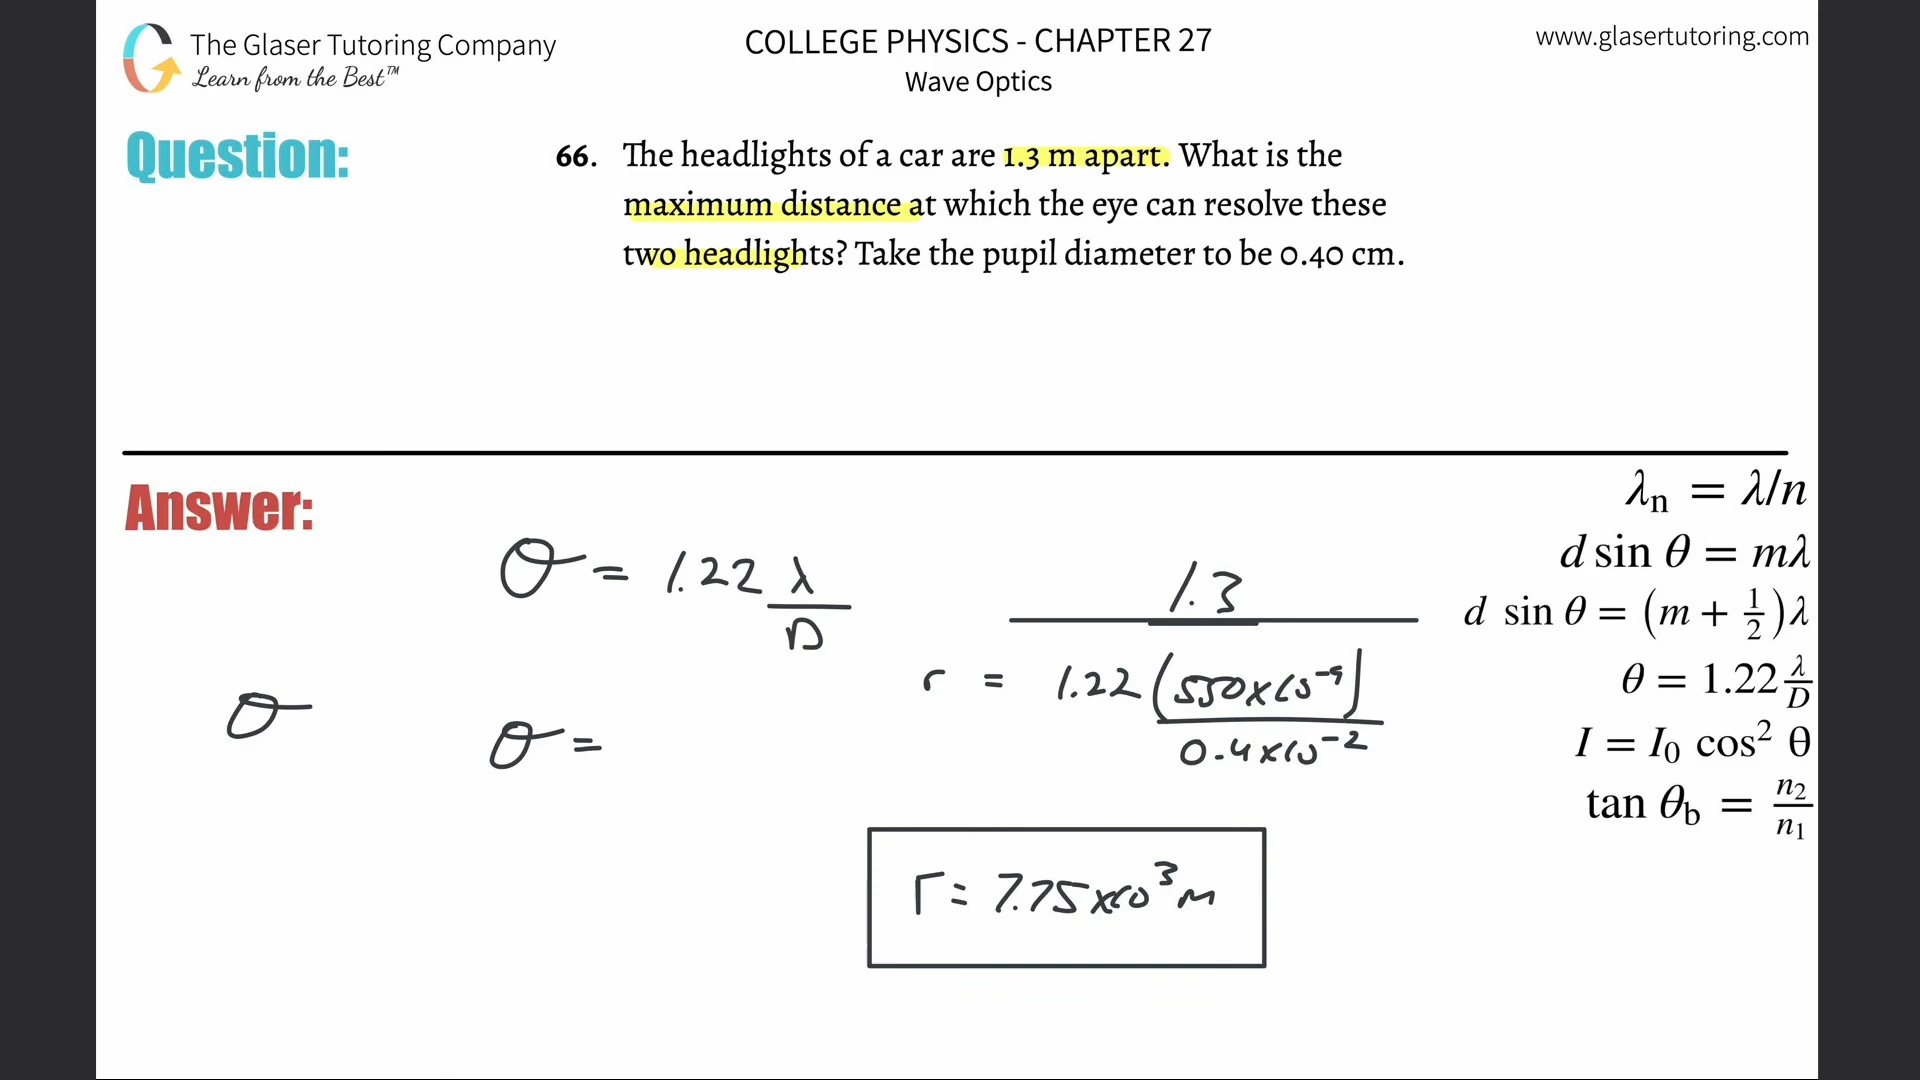 The Glaser Tutoring Company
Learn from the Best™
COLLEGE PHYSICS - CHAPTER 27
Wave Optics
www.glasertutoring.com
Question:
66. The headlights of a car are 1.3 m apart. What is the
maximum distance at which the eye can resolve these
two headlights? Take the pupil diameter to be 0.40 cm.
Answer:
θ = 1.22 λ/D
θ
θ =
r = 1.3 / (1.22 (550x10⁻⁹) / 0.4x10⁻²)
r = 7.75x10³ m
λₙ = λ/n
d sin θ = mλ
d sin θ = (m + 1/2)λ
θ = 1.22 λ/D
I = I₀ cos² θ
tan θb = n₂/n₁